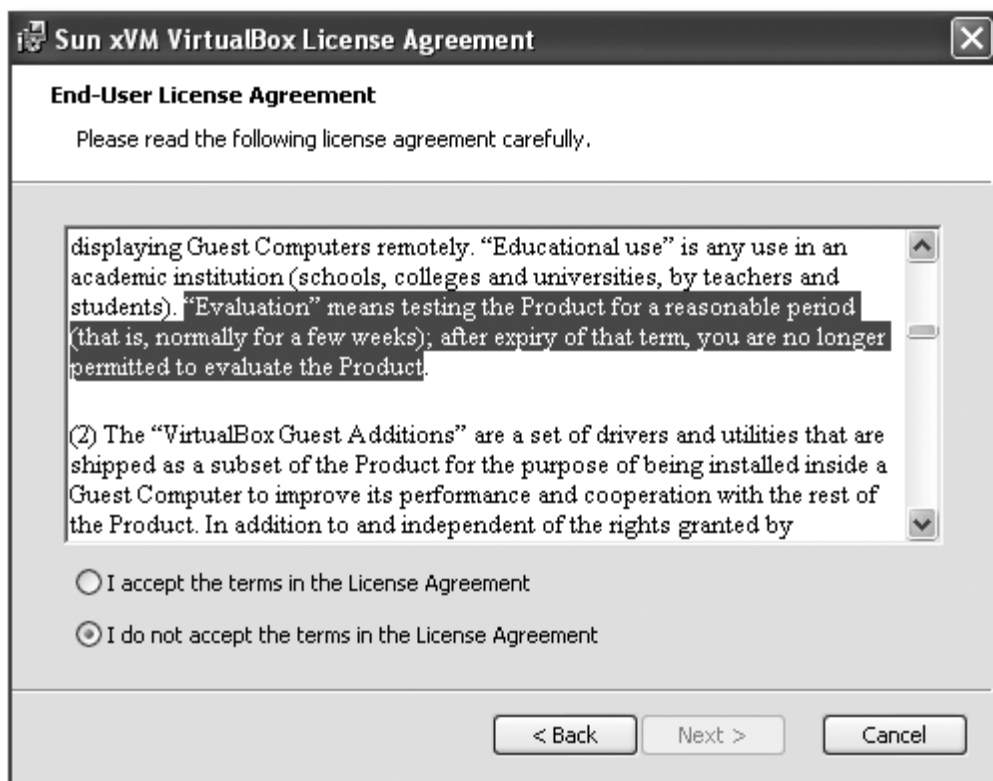 Sun xVM VirtualBox License Agreement
End-User License Agreement
Please read the following license agreement carefully.
displaying Guest Computers remotely. “Educational use” is any use in an
academic institution (schools, colleges and universities, by teachers and
students). “Evaluation” means testing the Product for a reasonable period
(that is, normally for a few weeks); after expiry of that term, you are no longer
permitted to evaluate the Product.
(2) The “VirtualBox Guest Additions” are a set of drivers and utilities that are
shipped as a subset of the Product for the purpose of being installed inside a
Guest Computer to improve its performance and cooperation with the rest of
the Product. In addition to and independent of the rights granted by
I accept the terms in the License Agreement
I do not accept the terms in the License Agreement
< Back Next > Cancel